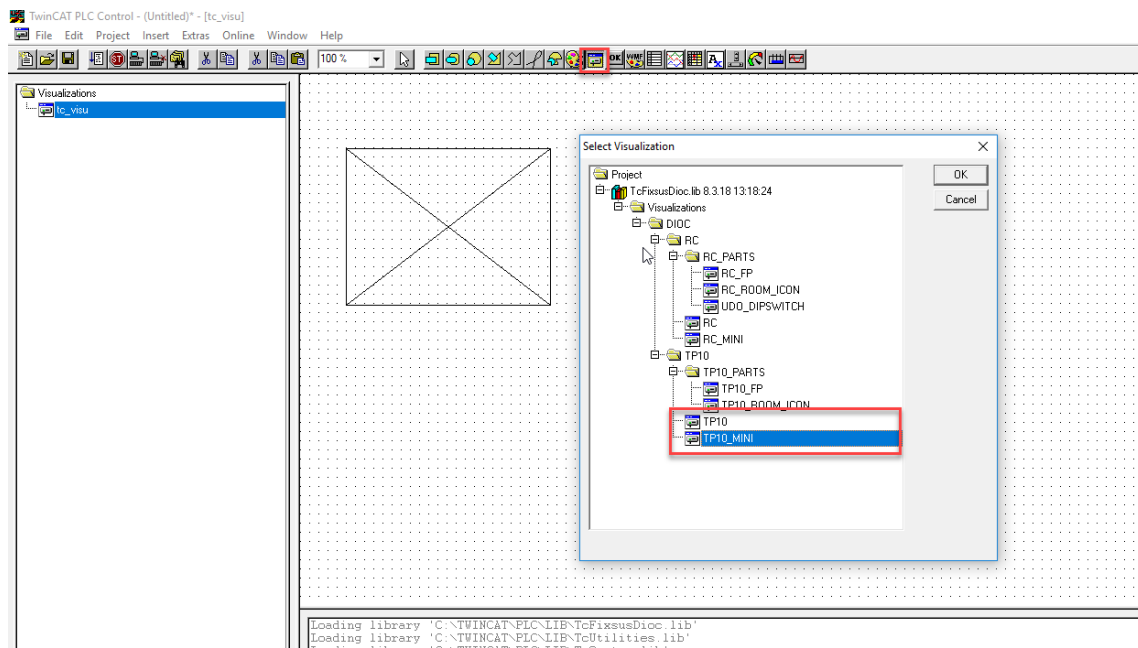 TwinCAT PLC Control - (Untitled)* - [tc_visu]
File Edit Project Insert Extras Online Window Help
100 %
OK
WMF
Visualizations
tc_visu
Select Visualization
Project
TcFixsusDioc.lib 8.3.18 13:18:24
Visualizations
DIOC
RC
RC_PARTS
RC_FP
RC_ROOM_ICON
UDO_DIPSWITCH
RC
RC_MINI
TP10
TP10_PARTS
TP10_FP
TP10_ROOM_ICON
TP10
TP10_MINI
OK
Cancel
Loading library 'C:\TWINCAT\PLC\LIB\TcFixsusDioc.lib'
Loading library 'C:\TWINCAT\PLC\LIB\TcUtilities.lib'